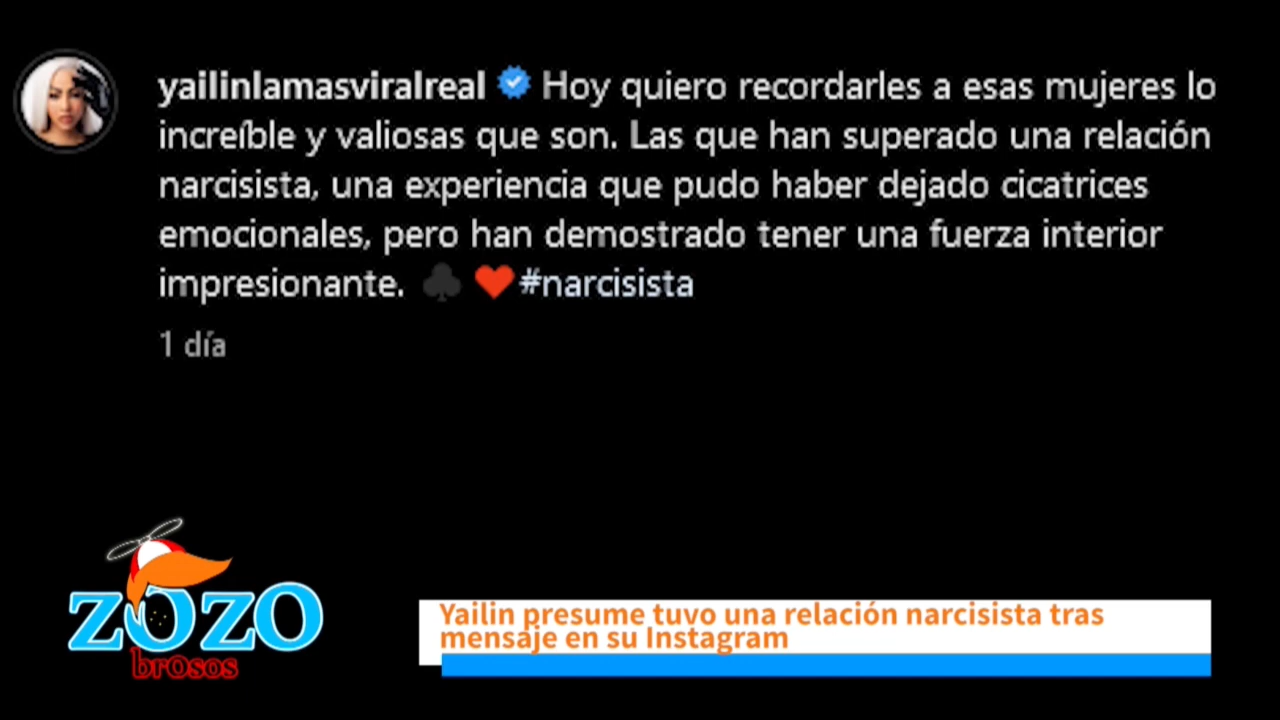 yailinlamasviralreal Hoy quiero recordarles a esas mujeres lo
increíble y valiosas que son. Las que han superado una relación
narcisista, una experiencia que pudo haber dejado cicatrices
emocionales, pero han demostrado tener una fuerza interior
impresionante. ♣️ ❤️ #narcisista
1 día
zozo
brosos
Yailin presume tuvo una relación narcisista tras
mensaje en su Instagram